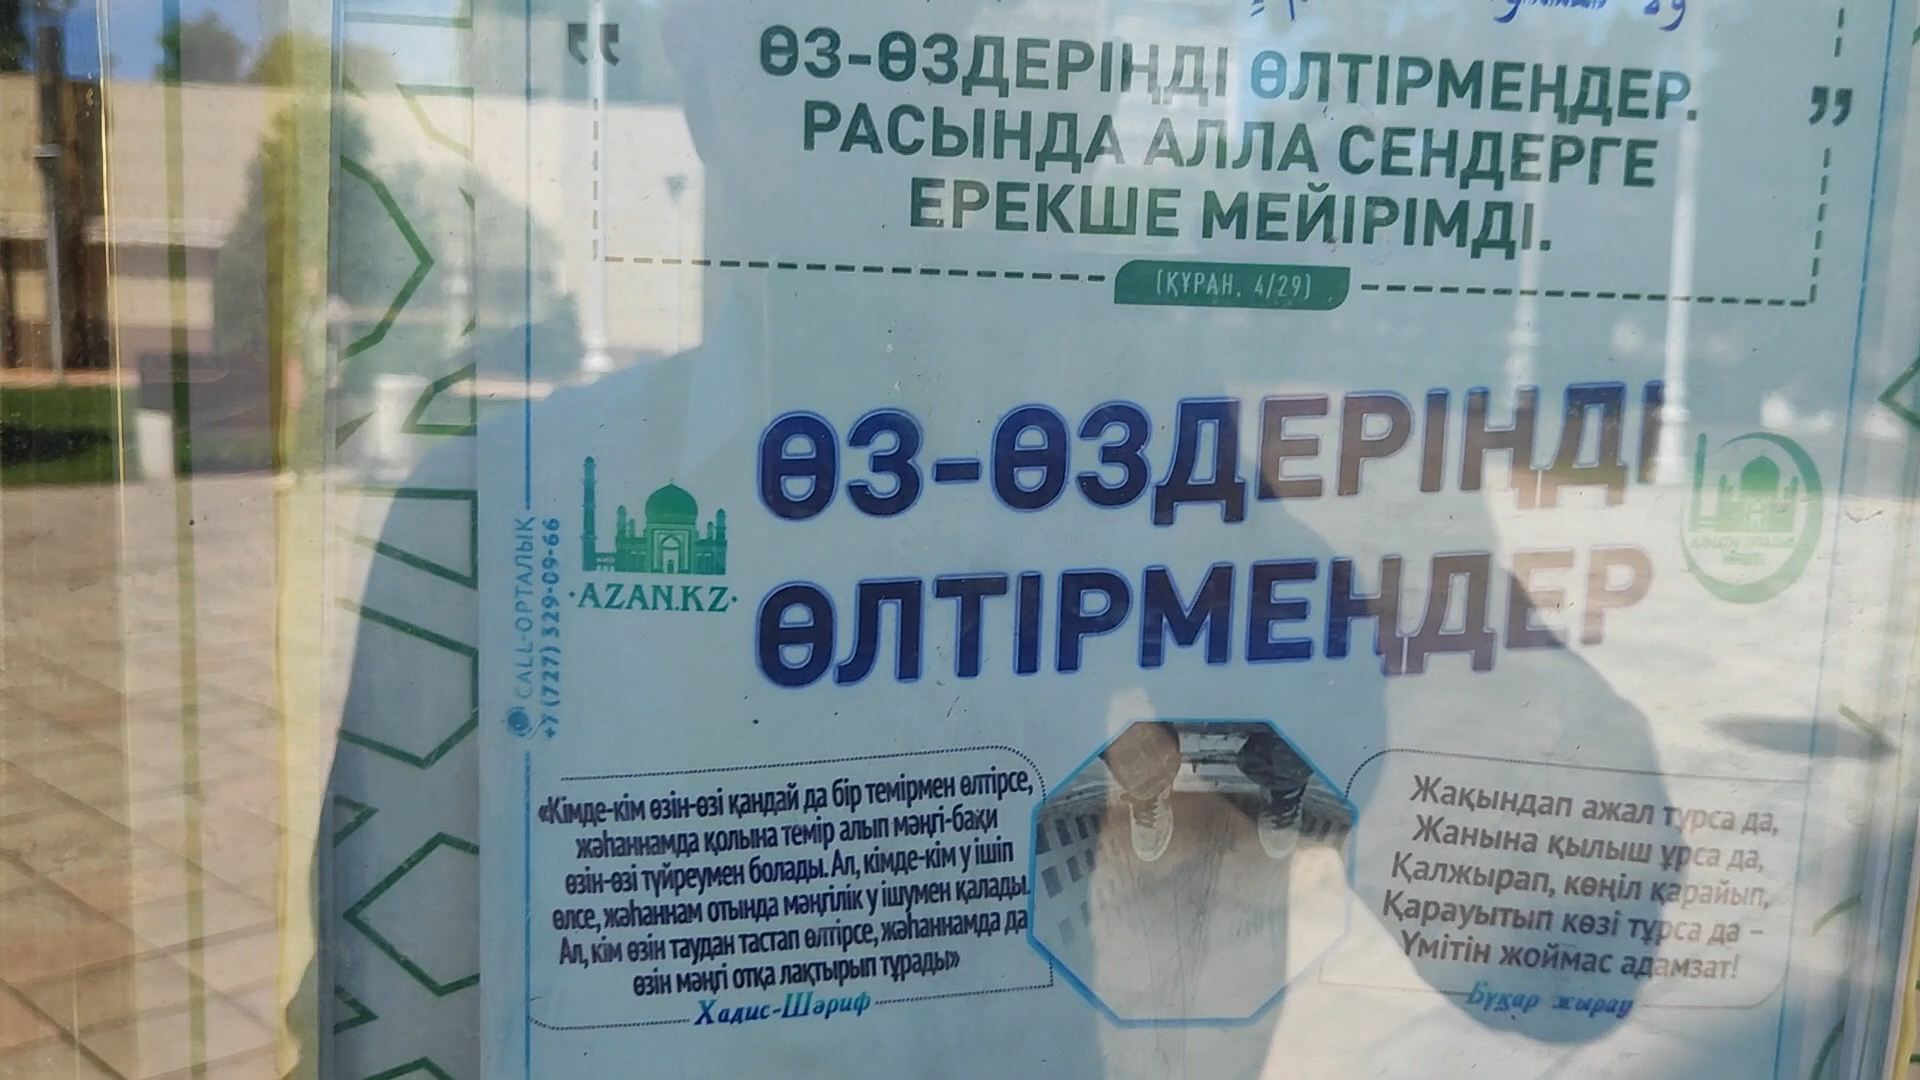 ӨЗ-ӨЗДЕРІҢДІ ӨЛТІРМЕҢДЕР.
РАСЫНДА АЛЛА СЕНДЕРГЕ
ЕРЕКШЕ МЕЙІРІМДІ.
(ҚҰРАН, 4/29)
ӨЗ-ӨЗДЕРІҢДІ
ӨЛТІРМЕҢДЕР
·AZAN.KZ·
CALL-ОРТАЛЫҚ
+7 (727) 329-09-66
«Кімде-кім өзін-өзі қандай да бір темірмен өлтірсе,
жәһаннамда қолына темір алып мәңгі-бақи
өзін-өзі түйреумен болады. Ал, кімде-кім у ішіп
өлсе, жәһаннам отында мәңгілік у ішумен қалады.
Ал, кім өзін таудан тастап өлтірсе, жәһаннамда да
өзін мәңгі отқа лақтырып тұрады»
Хадис-Шәриф
Жақындап ажал тұрса да,
Жанына қылыш ұрса да,
Қалжырап, көңіл қарайып,
Қарауытып көзі тұрса да –
Үмітін жоймас адамзат!
Бұқар жырау